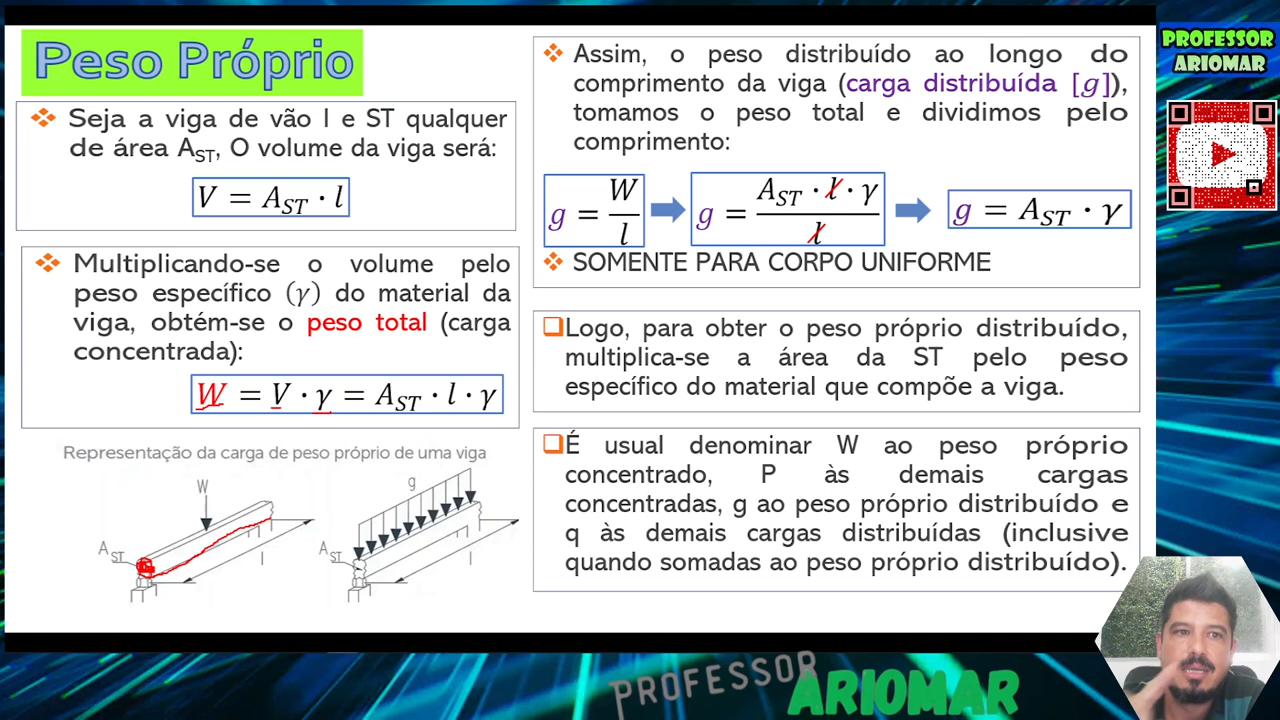 Peso Próprio
Seja a viga de vão l e ST qualquer
de área A_ST, O volume da viga será:
V = A_ST · l
Multiplicando-se o volume pelo
peso específico (γ) do material da
viga, obtém-se o peso total (carga
concentrada):
W = V · γ = A_ST · l · γ
Representação da carga de peso próprio de uma viga
W
A_ST
l
g
A_ST
l
Assim, o peso distribuído ao longo do
comprimento da viga (carga distribuída [g]),
tomamos o peso total e dividimos pelo
comprimento:
g = W/l
g = A_ST · l · γ / l
g = A_ST · γ
SOMENTE PARA CORPO UNIFORME
Logo, para obter o peso próprio distribuído,
multiplica-se a área da ST pelo peso
específico do material que compõe a viga.
É usual denominar W ao peso próprio
concentrado, P às demais cargas
concentradas, g ao peso próprio distribuído e
q às demais cargas distribuídas (inclusive
quando somadas ao peso próprio distribuído).
PROFESSOR
ARIOMAR
PROFESSOR
ARIOMAR